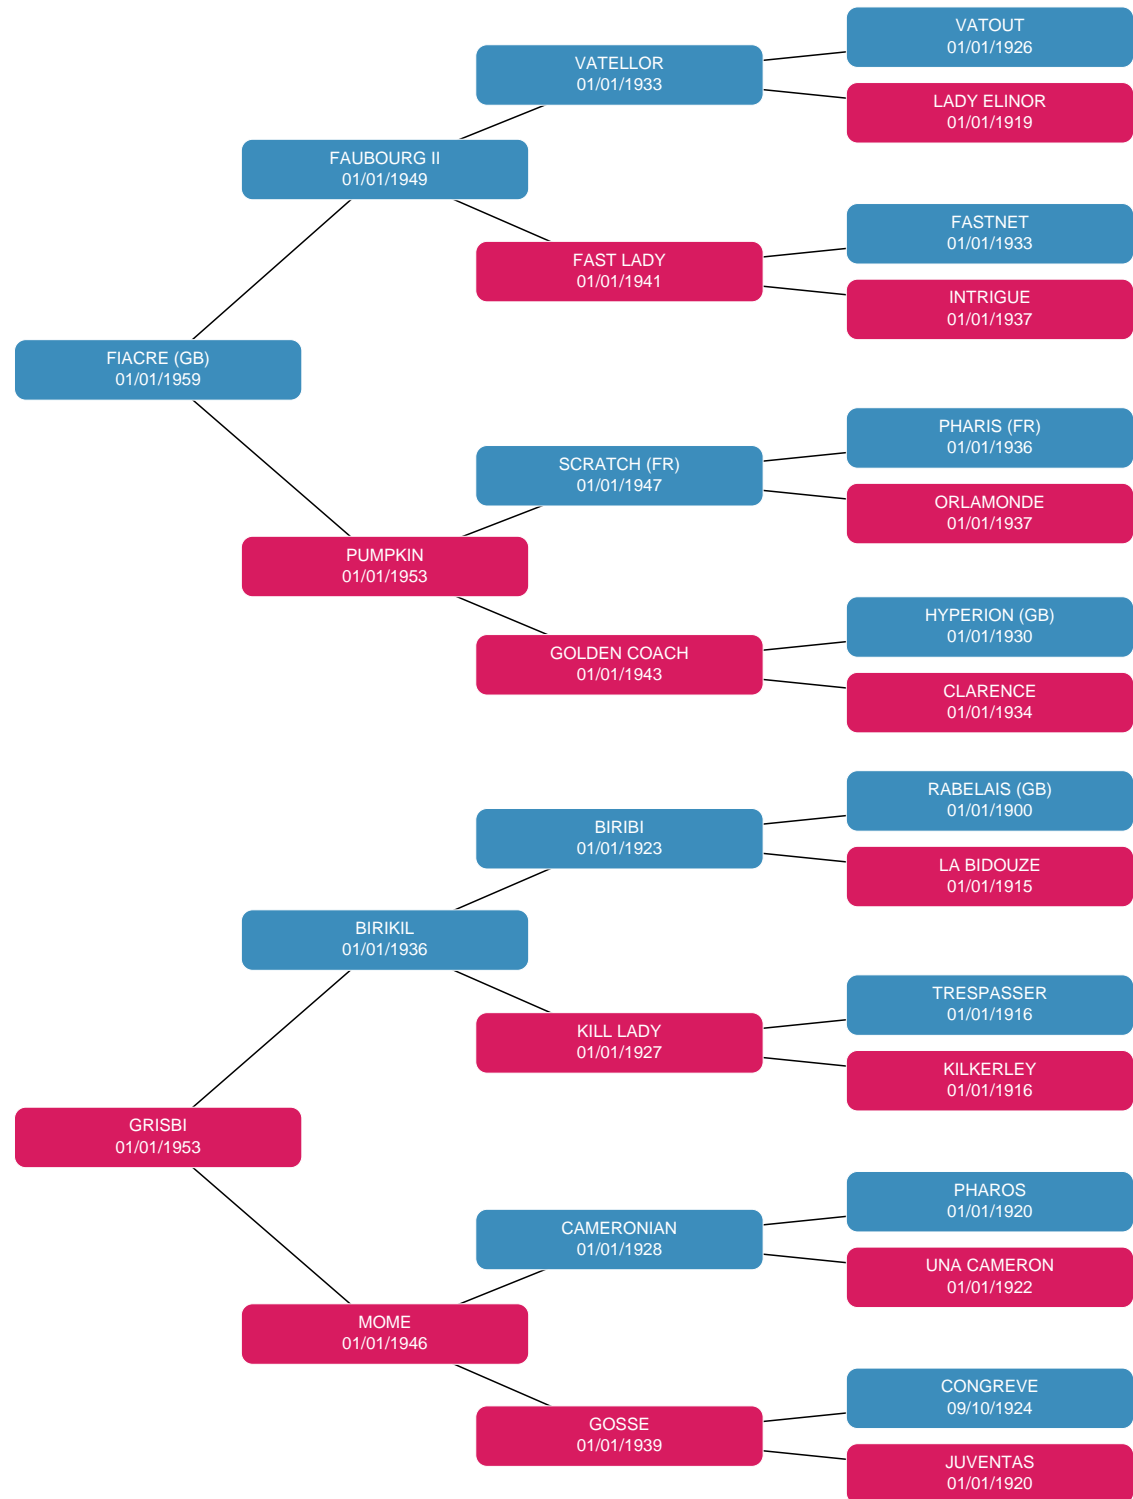 VATOUT
01/01/1926
VATELLOR
01/01/1933
LADY ELINOR
01/01/1919
FAUBOURG II
01/01/1949
FASTNET
01/01/1933
FAST LADY
01/01/1941
INTRIGUE
01/01/1937
FIACRE (GB)
01/01/1959
PHARIS (FR)
01/01/1936
SCRATCH (FR)
01/01/1947
ORLAMONDE
01/01/1937
PUMPKIN
01/01/1953
HYPERION (GB)
01/01/1930
GOLDEN COACH
01/01/1943
CLARENCE
01/01/1934
RABELAIS (GB)
01/01/1900
BIRIBI
01/01/1923
LA BIDOUZE
01/01/1915
BIRIKIL
01/01/1936
TRESPASSER
01/01/1916
KILL LADY
01/01/1927
KILKERLEY
01/01/1916
GRISBI
01/01/1953
PHAROS
01/01/1920
CAMERONIAN
01/01/1928
UNA CAMERON
01/01/1922
MOME
01/01/1946
CONGREVE
09/10/1924
GOSSE
01/01/1939
JUVENTAS
01/01/1920